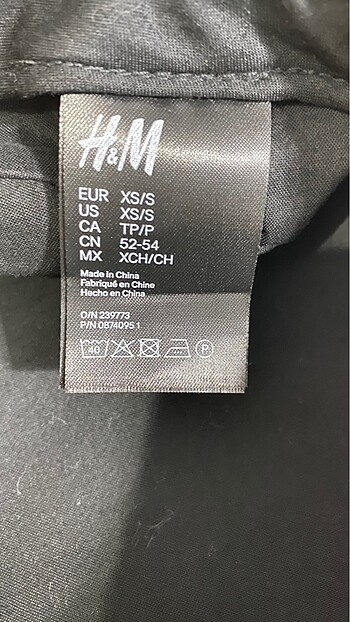 H&M
EUR XS/S
US XS/S
CA TP/P
CN 52-54
MX XCH/CH
Made in China
Fabriqué en Chine
Hecho en China
O/N 239773
P/N 0874095 1
40 P